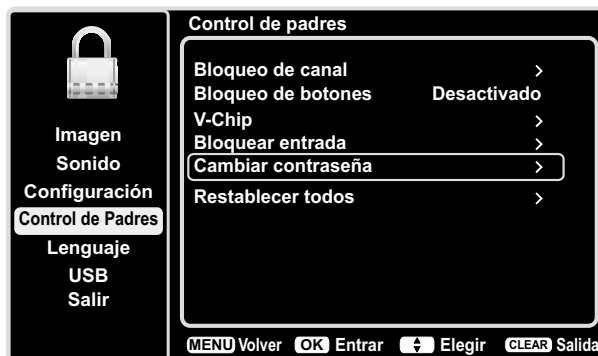 Imagen
Sonido
Configuración
Control de Padres
Lenguaje
USB
Salir
Control de padres
Bloqueo de canal >
Bloqueo de botones Desactivado
V-Chip >
Bloquear entrada >
Cambiar contraseña >
Restablecer todos >
MENU Volver OK Entrar Elegir CLEAR Salida